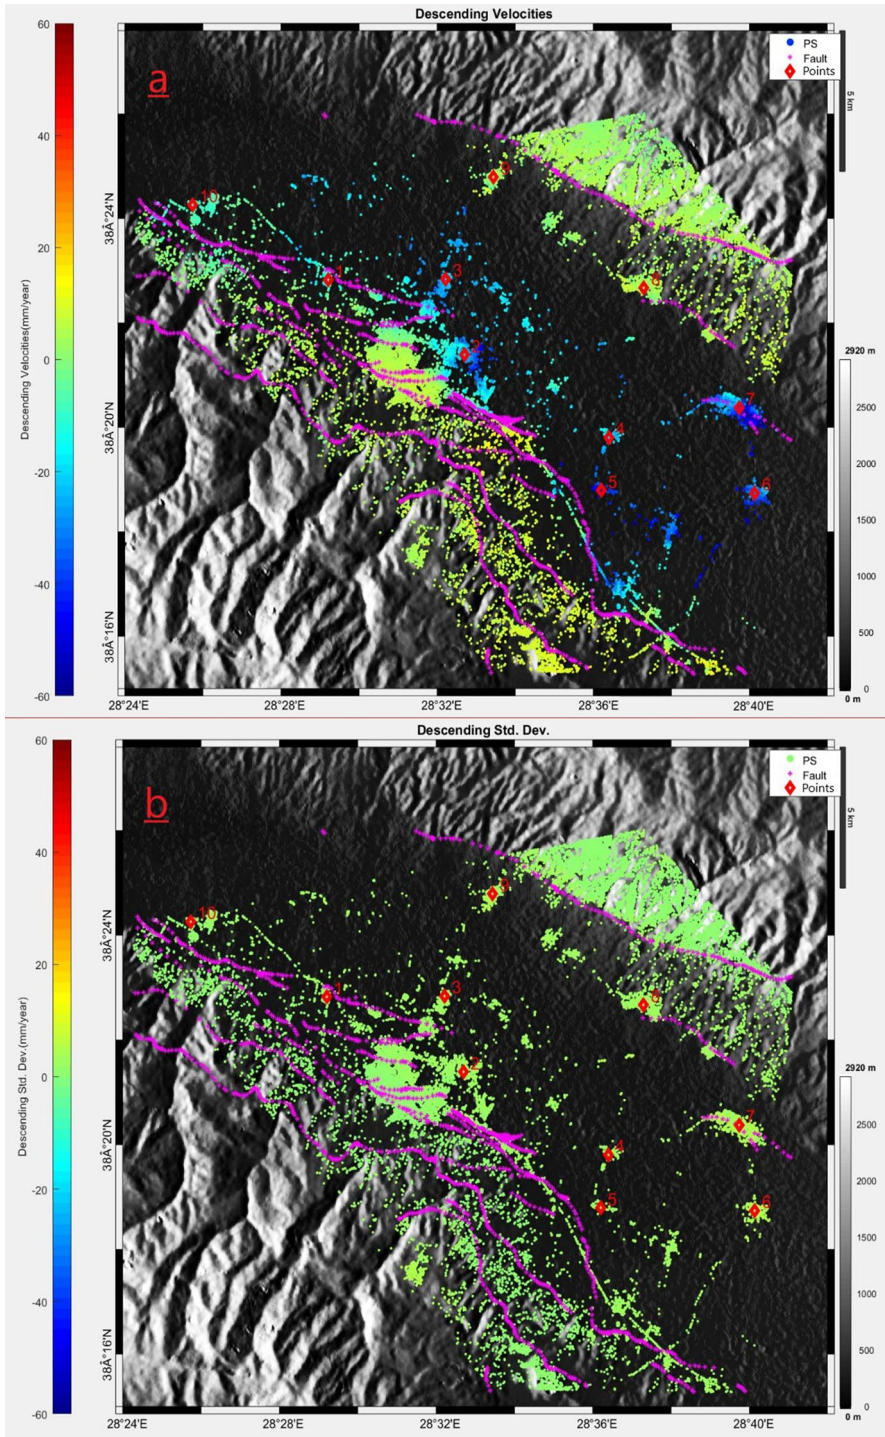 Descending Velocities
60
40
20
0
-20
-40
-60
Descending Velocities(mm/year)
a
PS
Fault
Points
5 km
38Â°24'N
38Â°20'N
38Â°16'N
10
1
3
2
4
5
6
7
8
9
2920 m
2500
2000
1500
1000
500
0
0 m
28°24'E
28°28'E
28°32'E
28°36'E
28°40'E
Descending Std. Dev.
60
40
20
0
-20
-40
-60
Descending Std. Dev.(mm/year)
b
PS
Fault
Points
5 km
38Â°24'N
38Â°20'N
38Â°16'N
10
1
3
2
4
5
6
7
8
9
2920 m
2500
2000
1500
1000
500
0
0 m
28°24'E
28°28'E
28°32'E
28°36'E
28°40'E